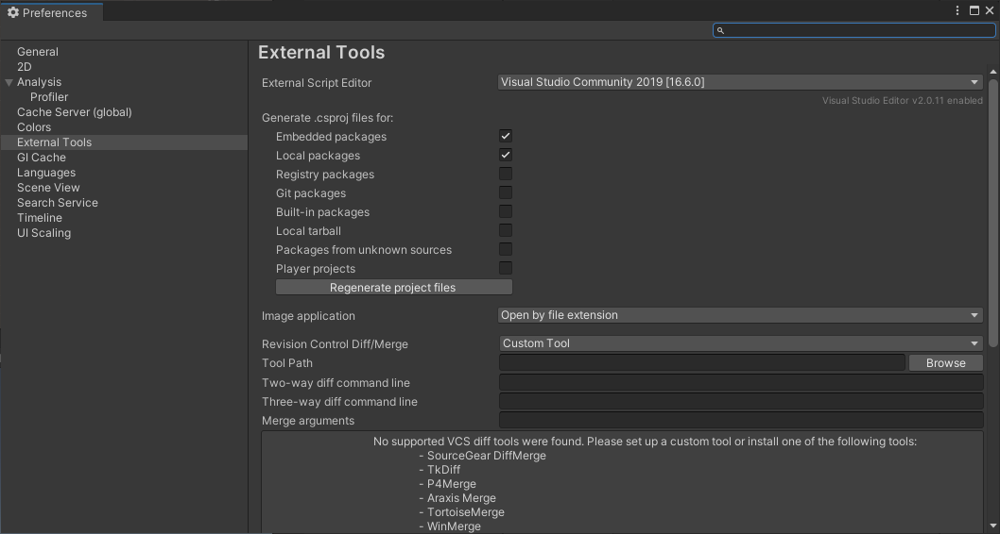 Preferences
General
2D
Analysis
Profiler
Cache Server (global)
Colors
External Tools
GI Cache
Languages
Scene View
Search Service
Timeline
UI Scaling
External Tools
External Script Editor
Visual Studio Community 2019 [16.6.0]
Visual Studio Editor v2.0.11 enabled
Generate .csproj files for:
Embedded packages
Local packages
Registry packages
Git packages
Built-in packages
Local tarball
Packages from unknown sources
Player projects
Regenerate project files
Image application
Open by file extension
Revision Control Diff/Merge
Custom Tool
Tool Path
Browse
Two-way diff command line
Three-way diff command line
Merge arguments
No supported VCS diff tools were found. Please set up a custom tool or install one of the following tools:
- SourceGear DiffMerge
- TkDiff
- P4Merge
- Araxis Merge
- TortoiseMerge
- WinMerge